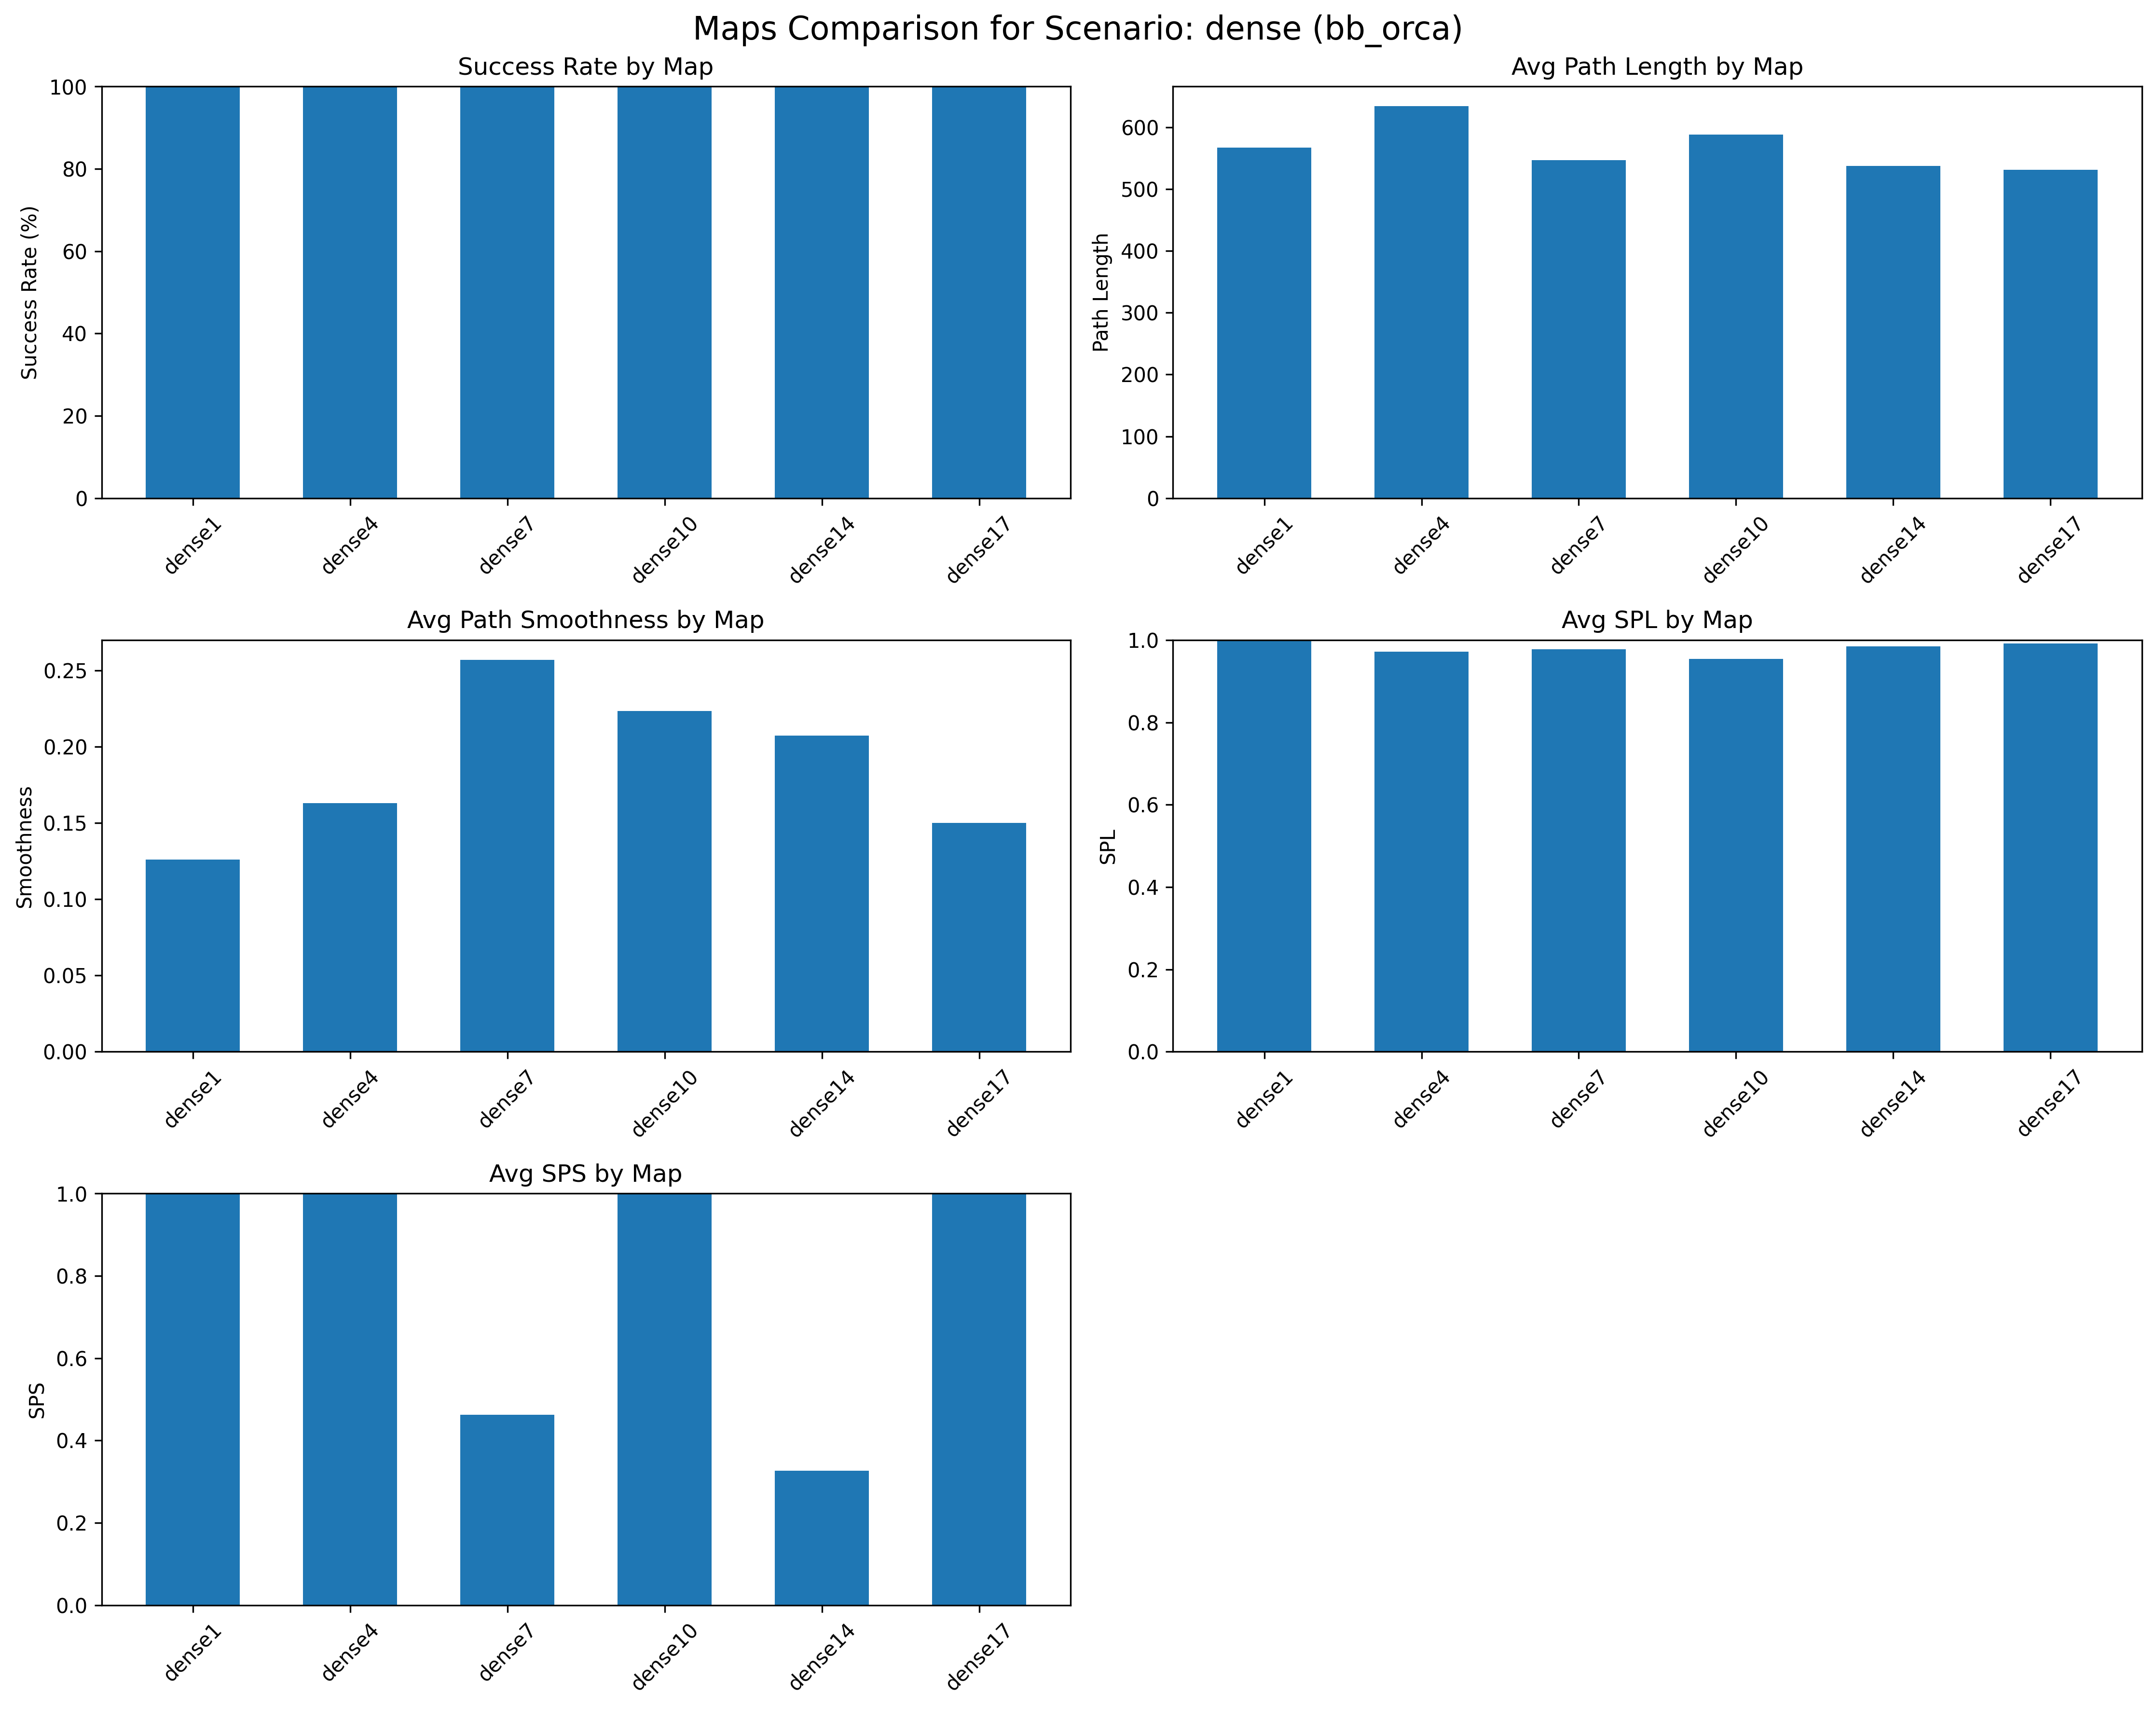 Maps Comparison for Scenario: dense (bb_orca)
Success Rate by Map
Success Rate (%)
100
80
60
40
20
0
dense1
dense4
dense7
dense10
dense14
dense17
Avg Path Length by Map
Path Length
600
500
400
300
200
100
0
dense1
dense4
dense7
dense10
dense14
dense17
Avg Path Smoothness by Map
Smoothness
0.25
0.20
0.15
0.10
0.05
0.00
dense1
dense4
dense7
dense10
dense14
dense17
Avg SPL by Map
SPL
1.0
0.8
0.6
0.4
0.2
0.0
dense1
dense4
dense7
dense10
dense14
dense17
Avg SPS by Map
SPS
1.0
0.8
0.6
0.4
0.2
0.0
dense1
dense4
dense7
dense10
dense14
dense17